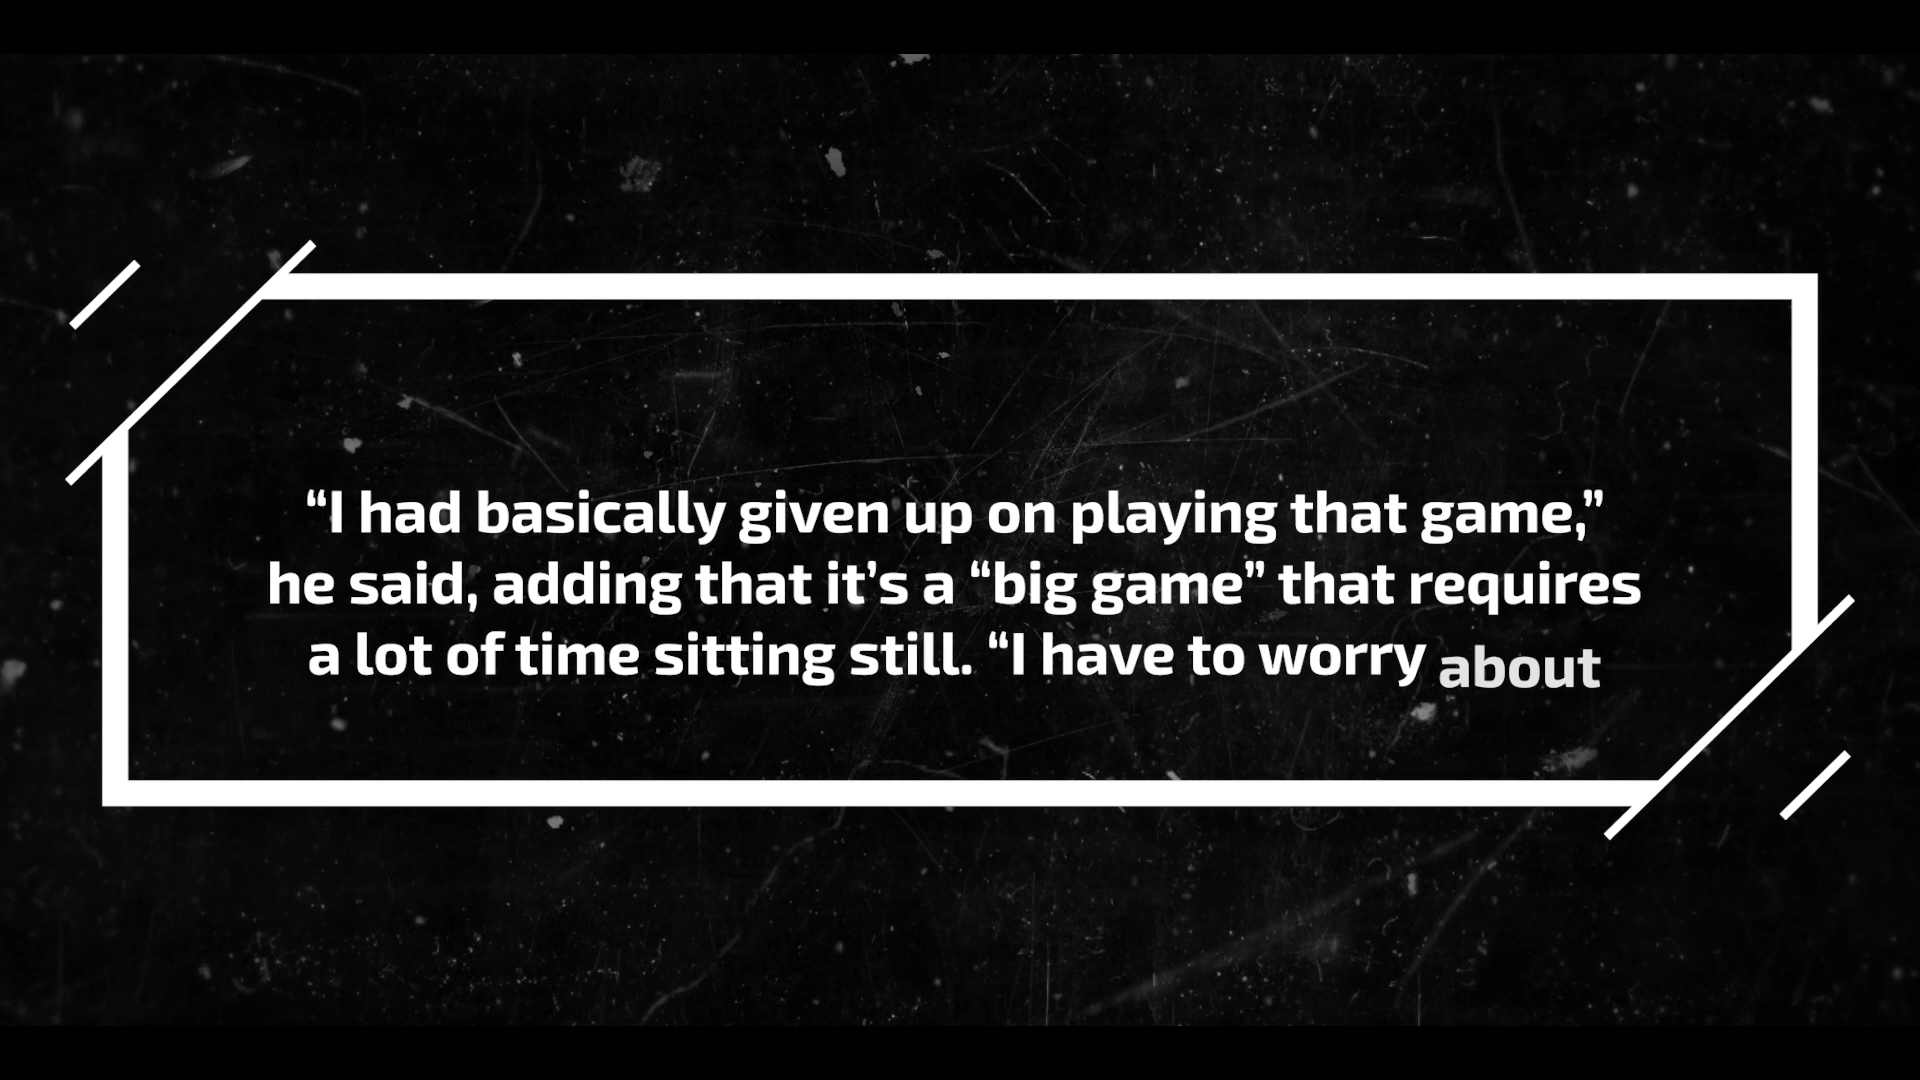 “I had basically given up on playing that game,”
he said, adding that it’s a “big game” that requires
a lot of time sitting still. “I have to worry about